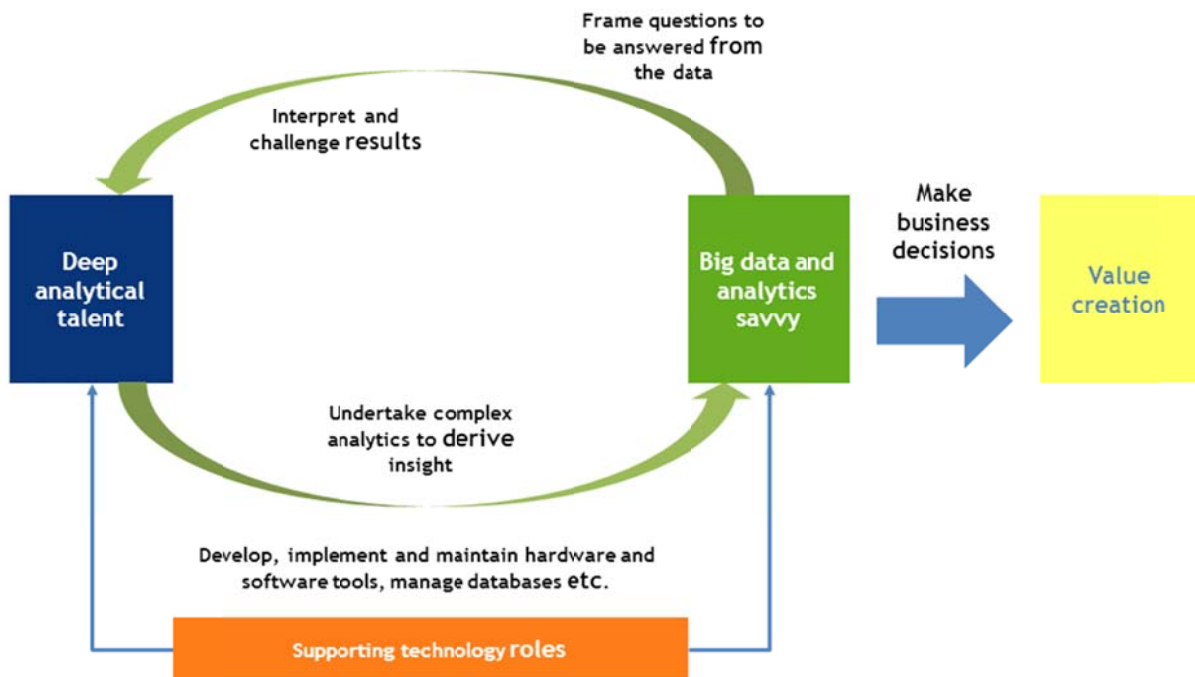 Frame questions to
be answered from
the data
Interpret and
challenge results
Deep
analytical
talent
Big data and
analytics
savvy
Make
business
decisions
Value
creation
Undertake complex
analytics to derive
insight
Develop, implement and maintain hardware and
software tools, manage databases etc.
Supporting technology roles